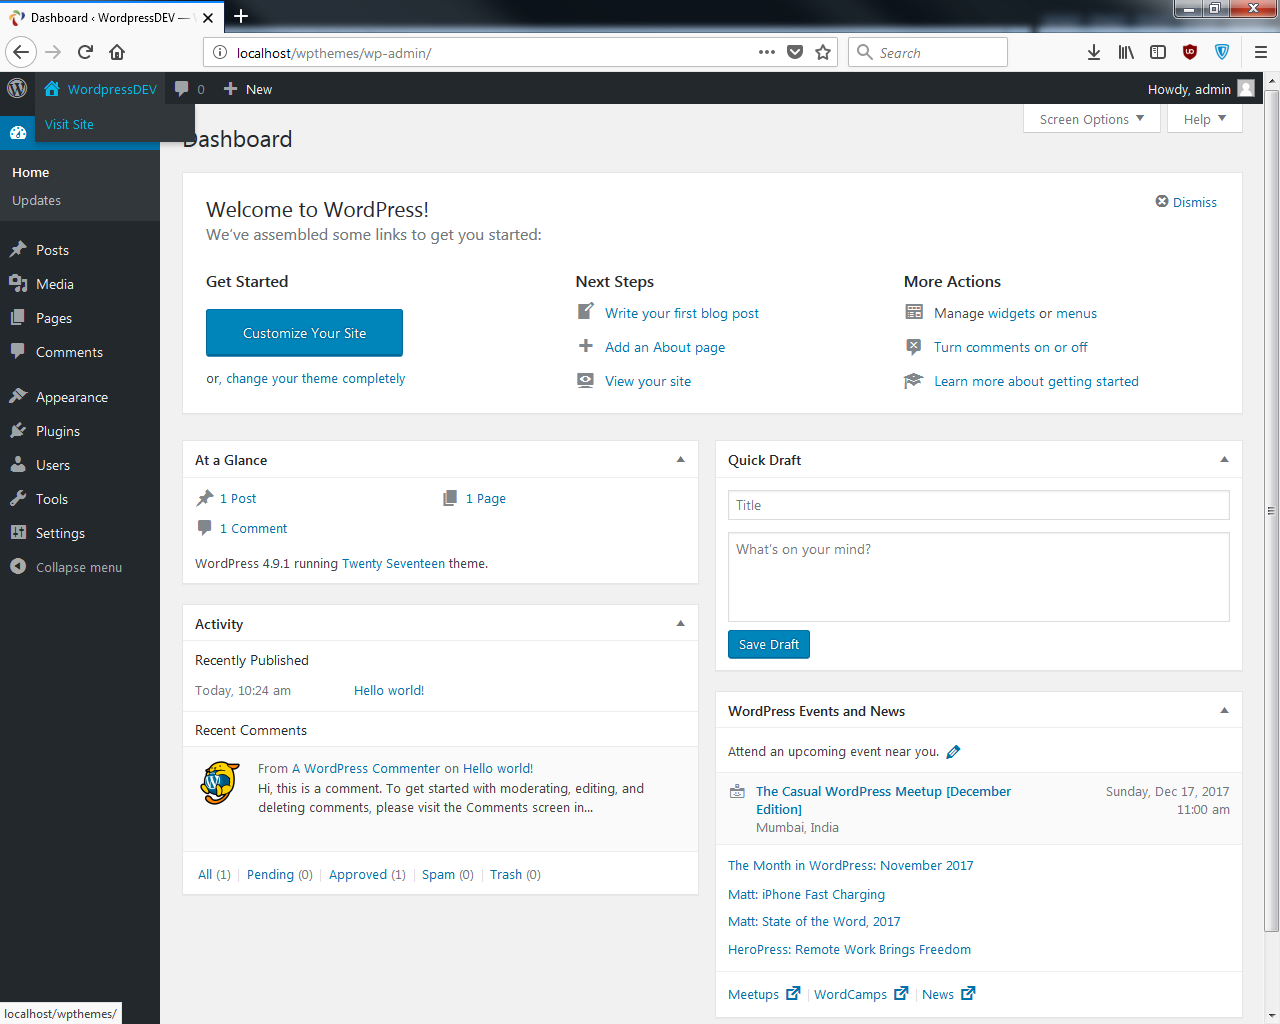 Dashboard ‹ WordpressDEV —
localhost/wpthemes/wp-admin/
Search
WordpressDEV
0
New
Howdy, admin
Visit Site
Dashboard
Screen Options
Help
Home
Updates
Posts
Media
Pages
Comments
Appearance
Plugins
Users
Tools
Settings
Collapse menu
Welcome to WordPress!
We've assembled some links to get you started:
Dismiss
Get Started
Customize Your Site
or, change your theme completely
Next Steps
Write your first blog post
Add an About page
View your site
More Actions
Manage widgets or menus
Turn comments on or off
Learn more about getting started
At a Glance
1 Post
1 Page
1 Comment
WordPress 4.9.1 running Twenty Seventeen theme.
Activity
Recently Published
Today, 10:24 am
Hello world!
Recent Comments
From A WordPress Commenter on Hello world!
Hi, this is a comment. To get started with moderating, editing, and
deleting comments, please visit the Comments screen in...
All (1) | Pending (0) | Approved (1) | Spam (0) | Trash (0)
Quick Draft
Title
What's on your mind?
Save Draft
WordPress Events and News
Attend an upcoming event near you.
The Casual WordPress Meetup [December
Edition]
Mumbai, India
Sunday, Dec 17, 2017
11:00 am
The Month in WordPress: November 2017
Matt: iPhone Fast Charging
Matt: State of the Word, 2017
HeroPress: Remote Work Brings Freedom
Meetups | WordCamps | News
localhost/wpthemes/